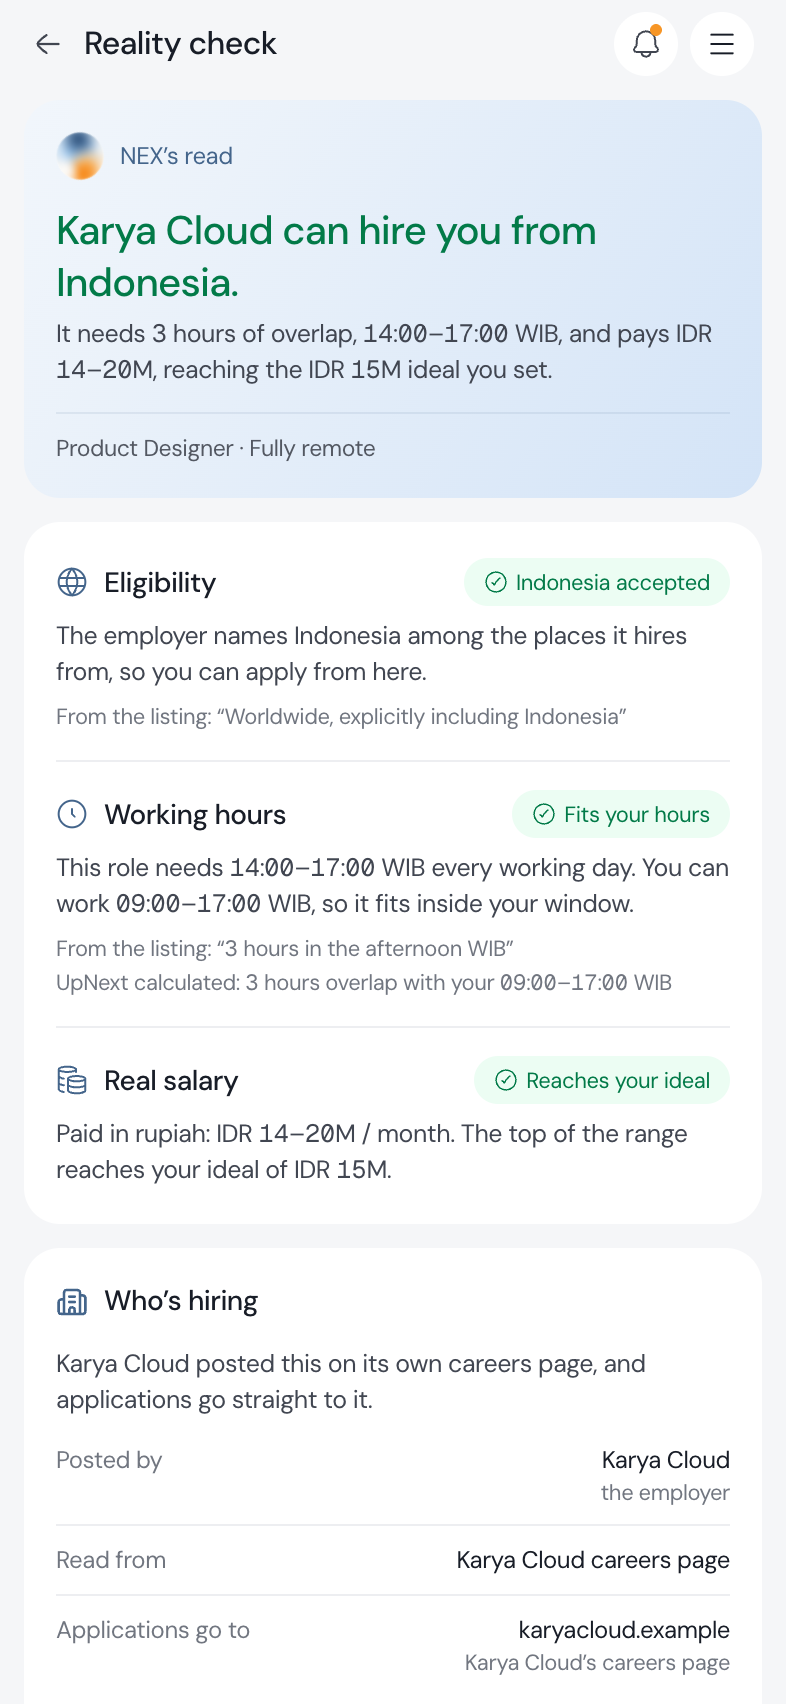 Reality check
NEX’s read
Karya Cloud can hire you from
Indonesia.
It needs 3 hours of overlap, 14:00–17:00 WIB, and pays IDR
14–20M, reaching the IDR 15M ideal you set.
Product Designer · Fully remote
Eligibility
Indonesia accepted
The employer names Indonesia among the places it hires
from, so you can apply from here.
From the listing: “Worldwide, explicitly including Indonesia”
Working hours
Fits your hours
This role needs 14:00–17:00 WIB every working day. You can
work 09:00–17:00 WIB, so it fits inside your window.
From the listing: “3 hours in the afternoon WIB”
UpNext calculated: 3 hours overlap with your 09:00–17:00 WIB
Real salary
Reaches your ideal
Paid in rupiah: IDR 14–20M / month. The top of the range
reaches your ideal of IDR 15M.
Who’s hiring
Karya Cloud posted this on its own careers page, and
applications go straight to it.
Posted by
Karya Cloud
the employer
Read from
Karya Cloud careers page
Applications go to
karyacloud.example
Karya Cloud’s careers page